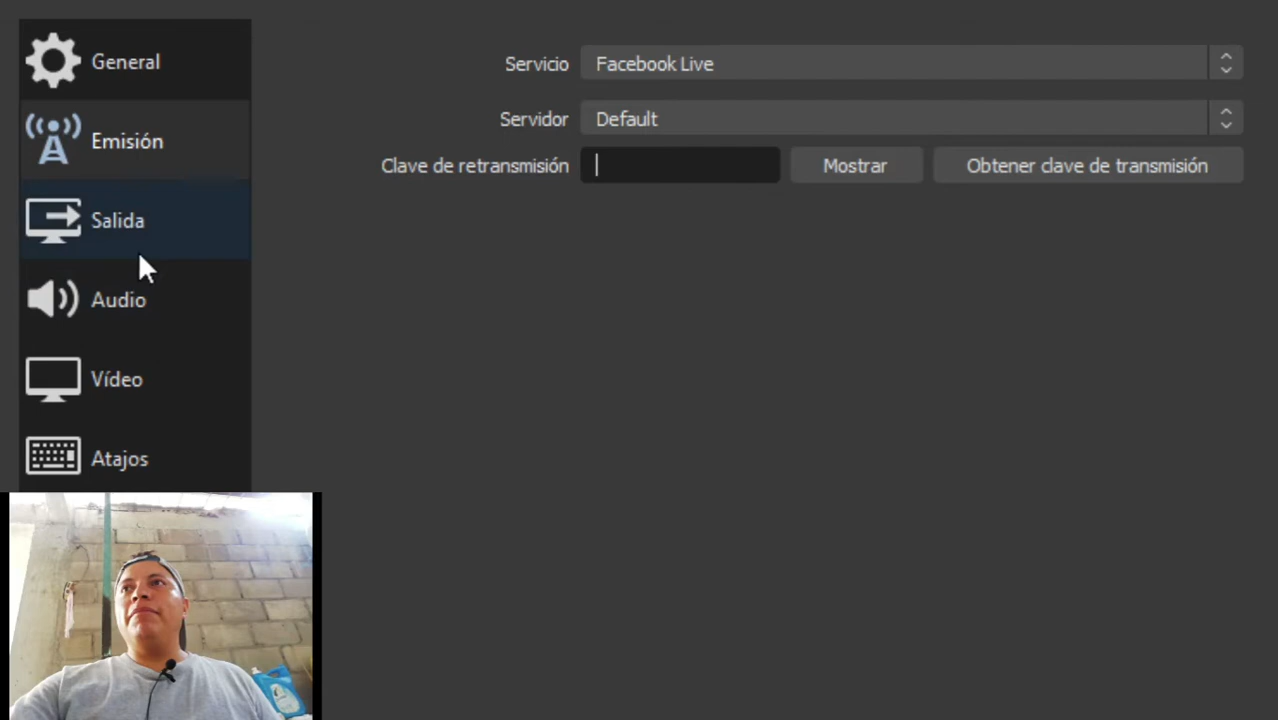 General
Emisión
Salida
Audio
Vídeo
Atajos
Servicio Facebook Live
Servidor Default
Clave de retransmisión Mostrar Obtener clave de transmisión